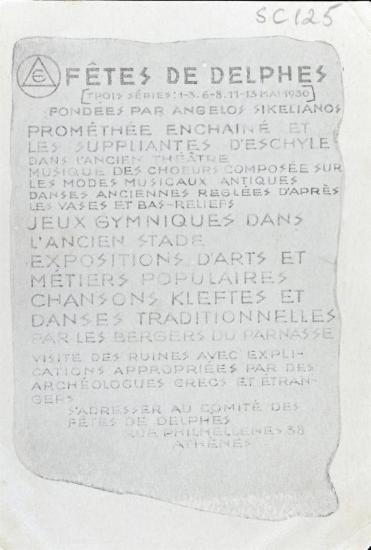 SC125
E FÊTES DE DELPHES
[TROIS SÉRIES: 1-3, 6-8, 11-13 MAI 1930]
FONDÉES PAR ANGELOS SIKELIANOS
PROMÉTHÉE ENCHAINÉ ET
LES SUPPLIANTES D'ESCHYLE
DANS L'ANCIEN THÉÂTRE
MUSIQUE DES CHOEURS COMPOSÉE SUR
LES MODES MUSICAUX ANTIQUES
DANSES ANCIENNES REGLÉES D'APRÈS
LES VASES ET BAS-RELIEFS
JEUX GYMNIQUES DANS
L'ANCIEN STADE
EXPOSITIONS D'ARTS ET
MÉTIERS POPULAIRES
CHANSONS KLEFTES ET
DANSES TRADITIONNELLES
PAR LES BERGERS DU PARNASSE
VISITE DES RUINES AVEC EXPLI-
CATIONS APPROPRIÉES PAR DES
ARCHÉOLOGUES GRECS ET ÉTRAN-
GERS
S'ADRESSER AU COMITÉ DES
FÊTES DE DELPHES
RUE PHILHELLENES 38
ATHÈNES